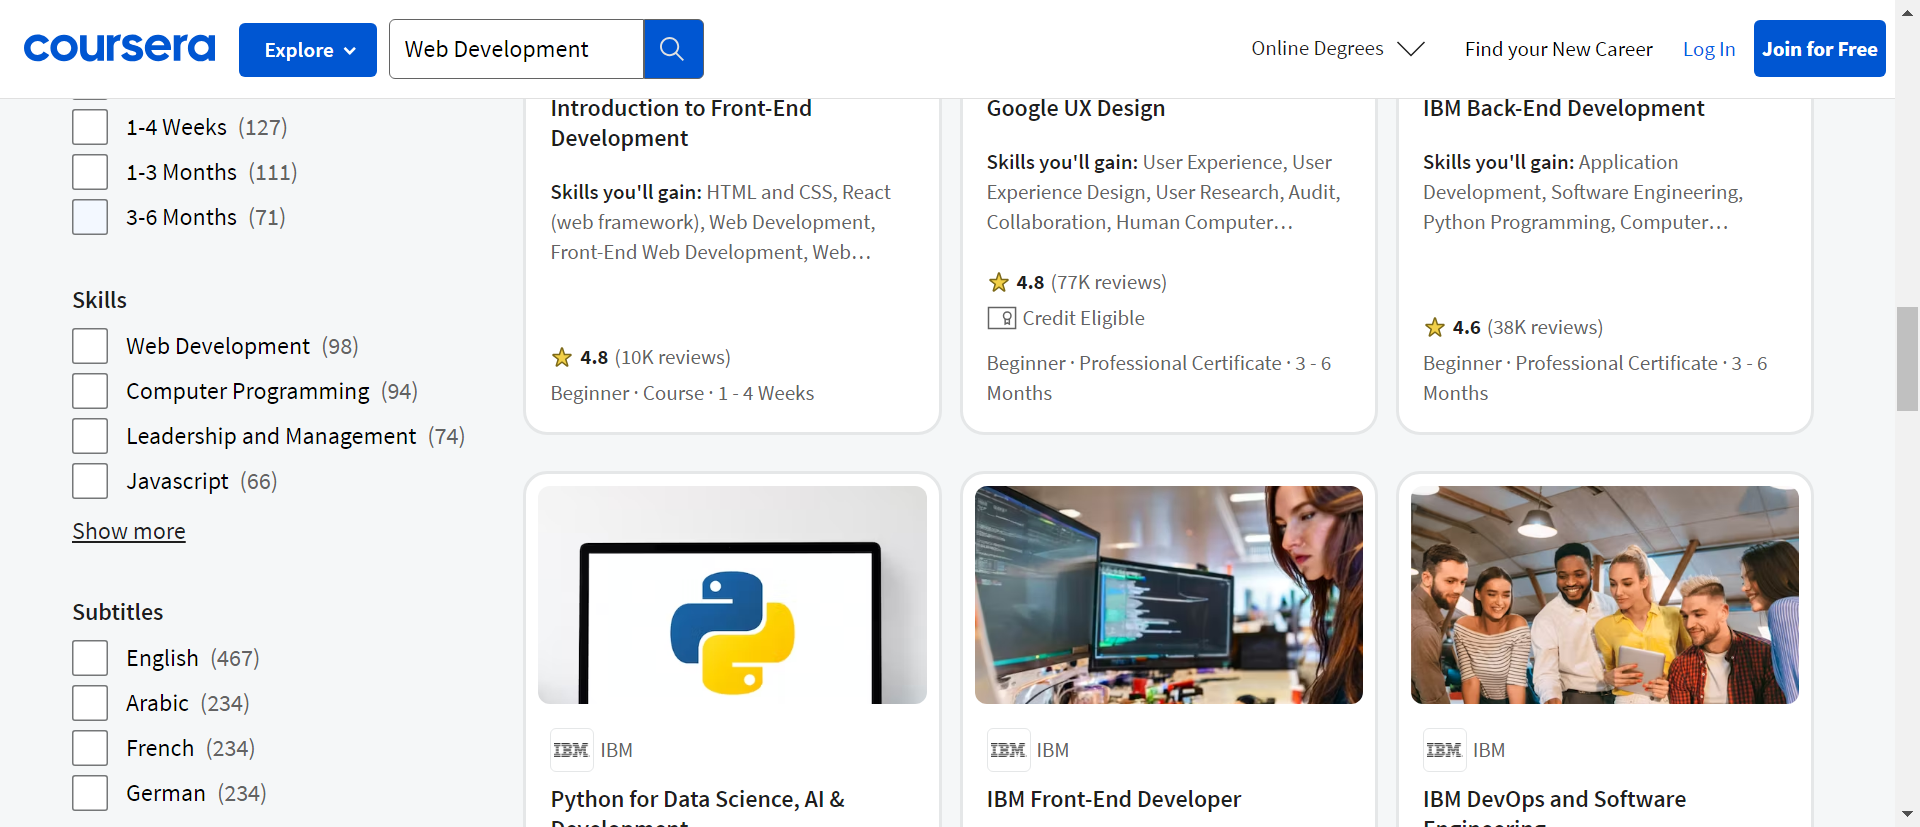 coursera
Explore
Web Development
Online Degrees
Find your New Career
Log In
Join for Free
1-4 Weeks (127)
1-3 Months (111)
3-6 Months (71)
Skills
Web Development (98)
Computer Programming (94)
Leadership and Management (74)
Javascript (66)
Show more
Subtitles
English (467)
Arabic (234)
French (234)
German (234)
Introduction to Front-End
Development
Skills you'll gain: HTML and CSS, React
(web framework), Web Development,
Front-End Web Development, Web…
4.8 (10K reviews)
Beginner · Course · 1 - 4 Weeks
Google UX Design
Skills you'll gain: User Experience, User
Experience Design, User Research, Audit,
Collaboration, Human Computer…
4.8 (77K reviews)
Credit Eligible
Beginner · Professional Certificate · 3 - 6
Months
IBM Back-End Development
Skills you'll gain: Application
Development, Software Engineering,
Python Programming, Computer…
4.6 (38K reviews)
Beginner · Professional Certificate · 3 - 6
Months
IBM IBM
Python for Data Science, AI &
Development
IBM IBM
IBM Front-End Developer
IBM IBM
IBM DevOps and Software
Engineering